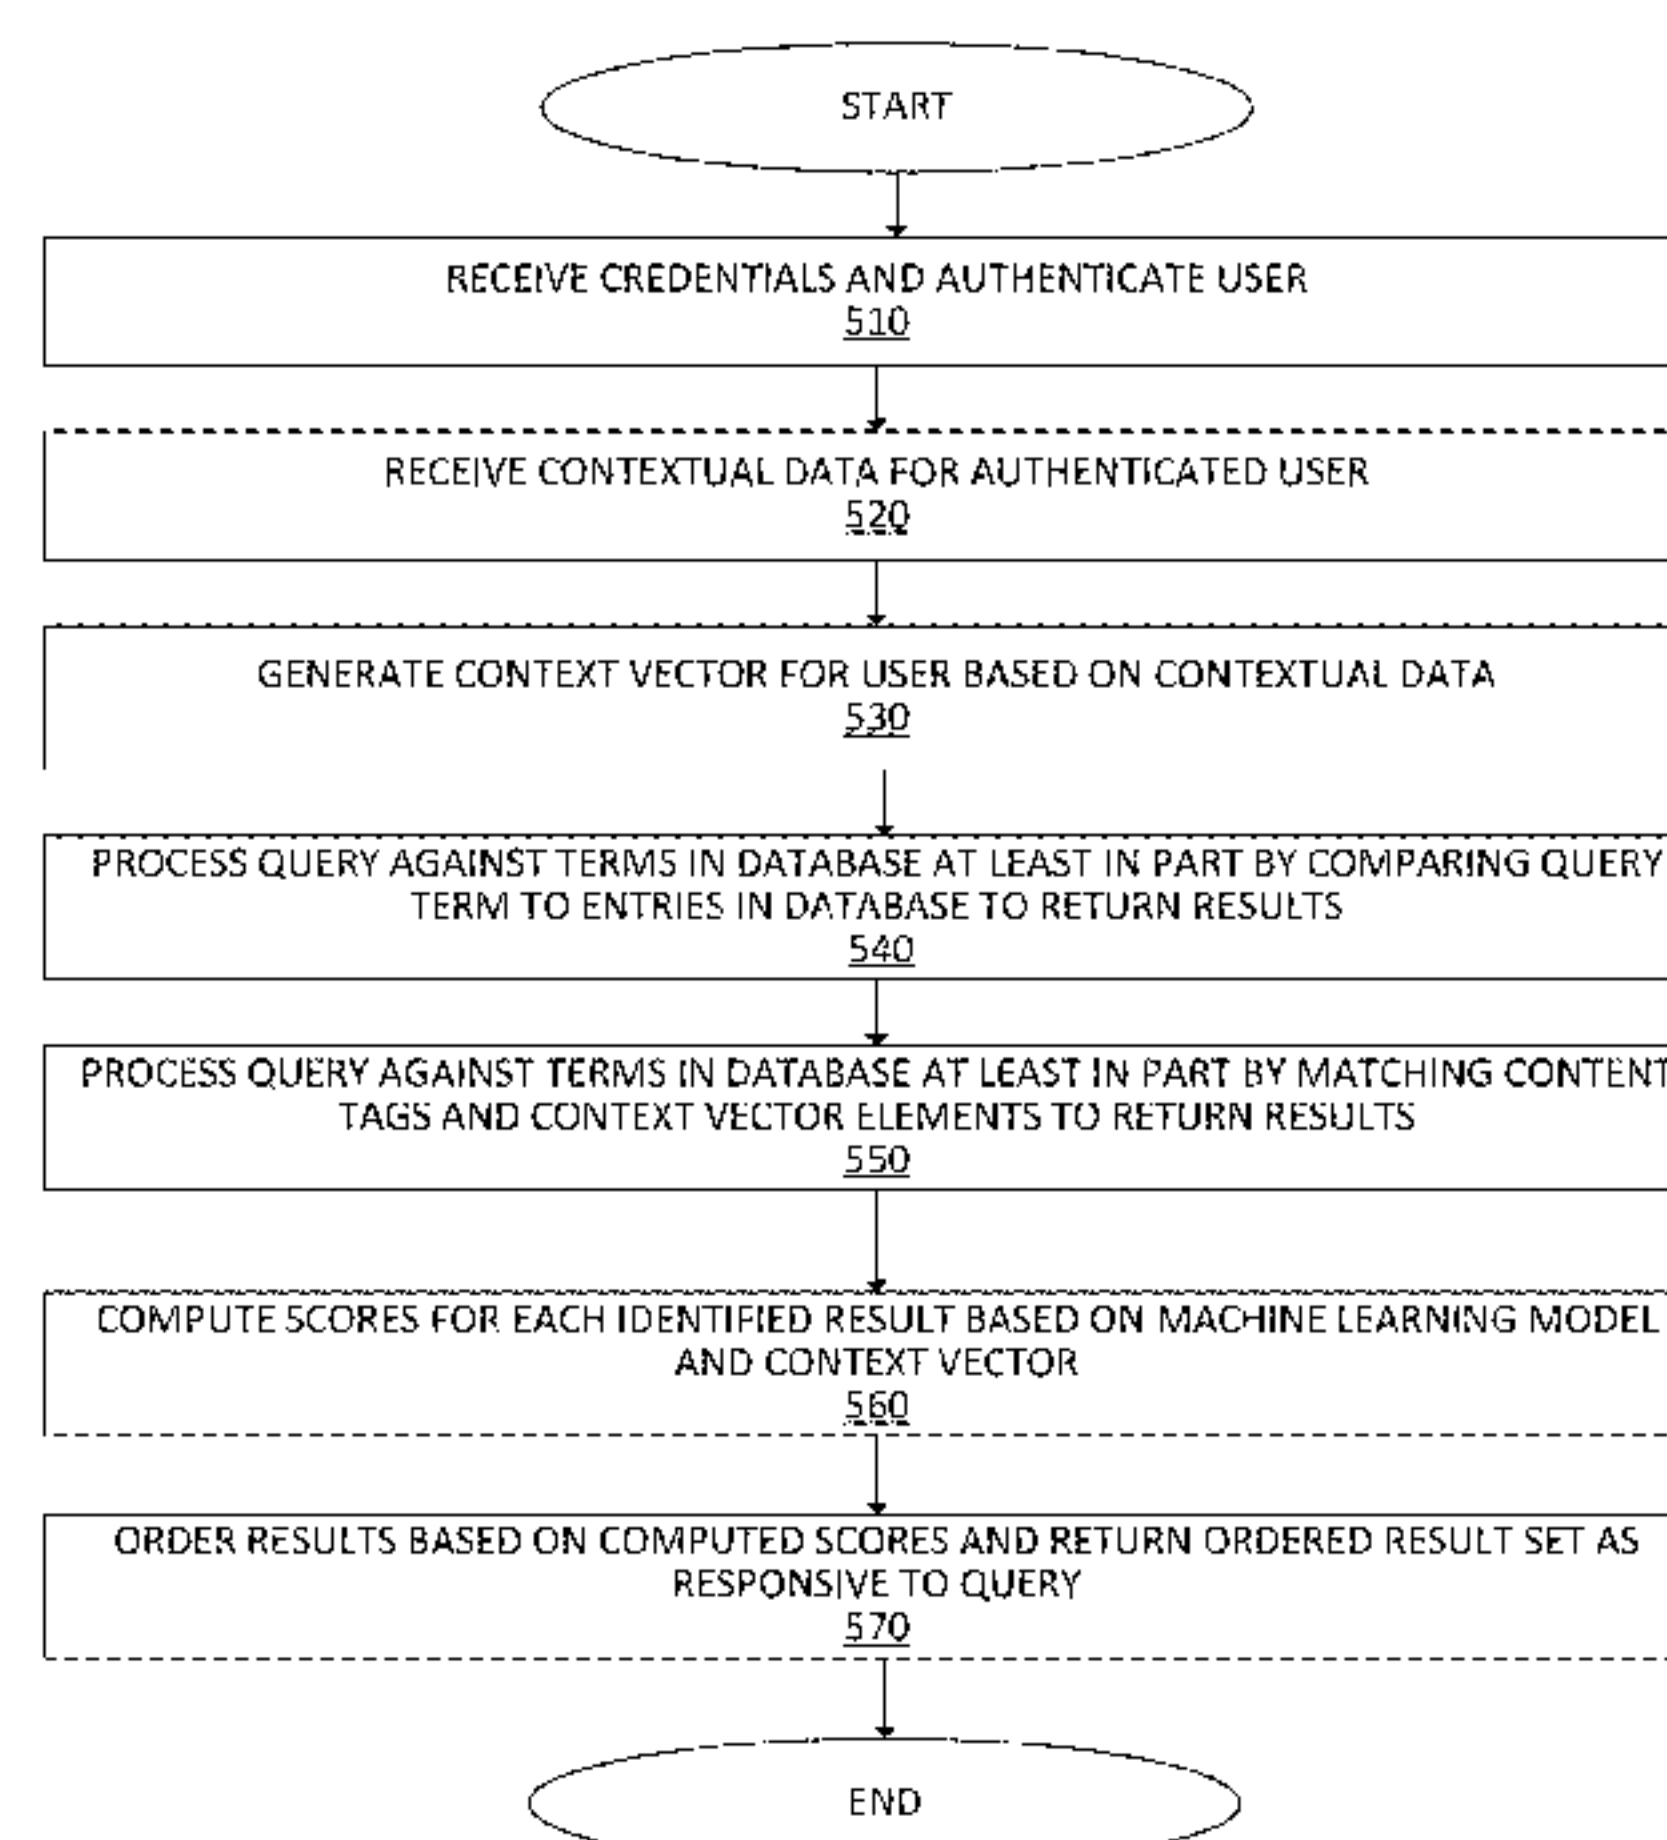 START
RECEIVE CREDENTIALS AND AUTHENTICATE USER
510
RECEIVE CONTEXTUAL DATA FOR AUTHENTICATED USER
520
GENERATE CONTEXT VECTOR FOR USER BASED ON CONTEXTUAL DATA
530
PROCESS QUERY AGAINST TERMS IN DATABASE AT LEAST IN PART BY COMPARING QUERY
TERM TO ENTRIES IN DATABASE TO RETURN RESULTS
540
PROCESS QUERY AGAINST TERMS IN DATABASE AT LEAST IN PART BY MATCHING CONTENT
TAGS AND CONTEXT VECTOR ELEMENTS TO RETURN RESULTS
550
COMPUTE SCORES FOR EACH IDENTIFIED RESULT BASED ON MACHINE LEARNING MODEL
AND CONTEXT VECTOR
560
ORDER RESULTS BASED ON COMPUTED SCORES AND RETURN ORDERED RESULT SET AS
RESPONSIVE TO QUERY
570
END